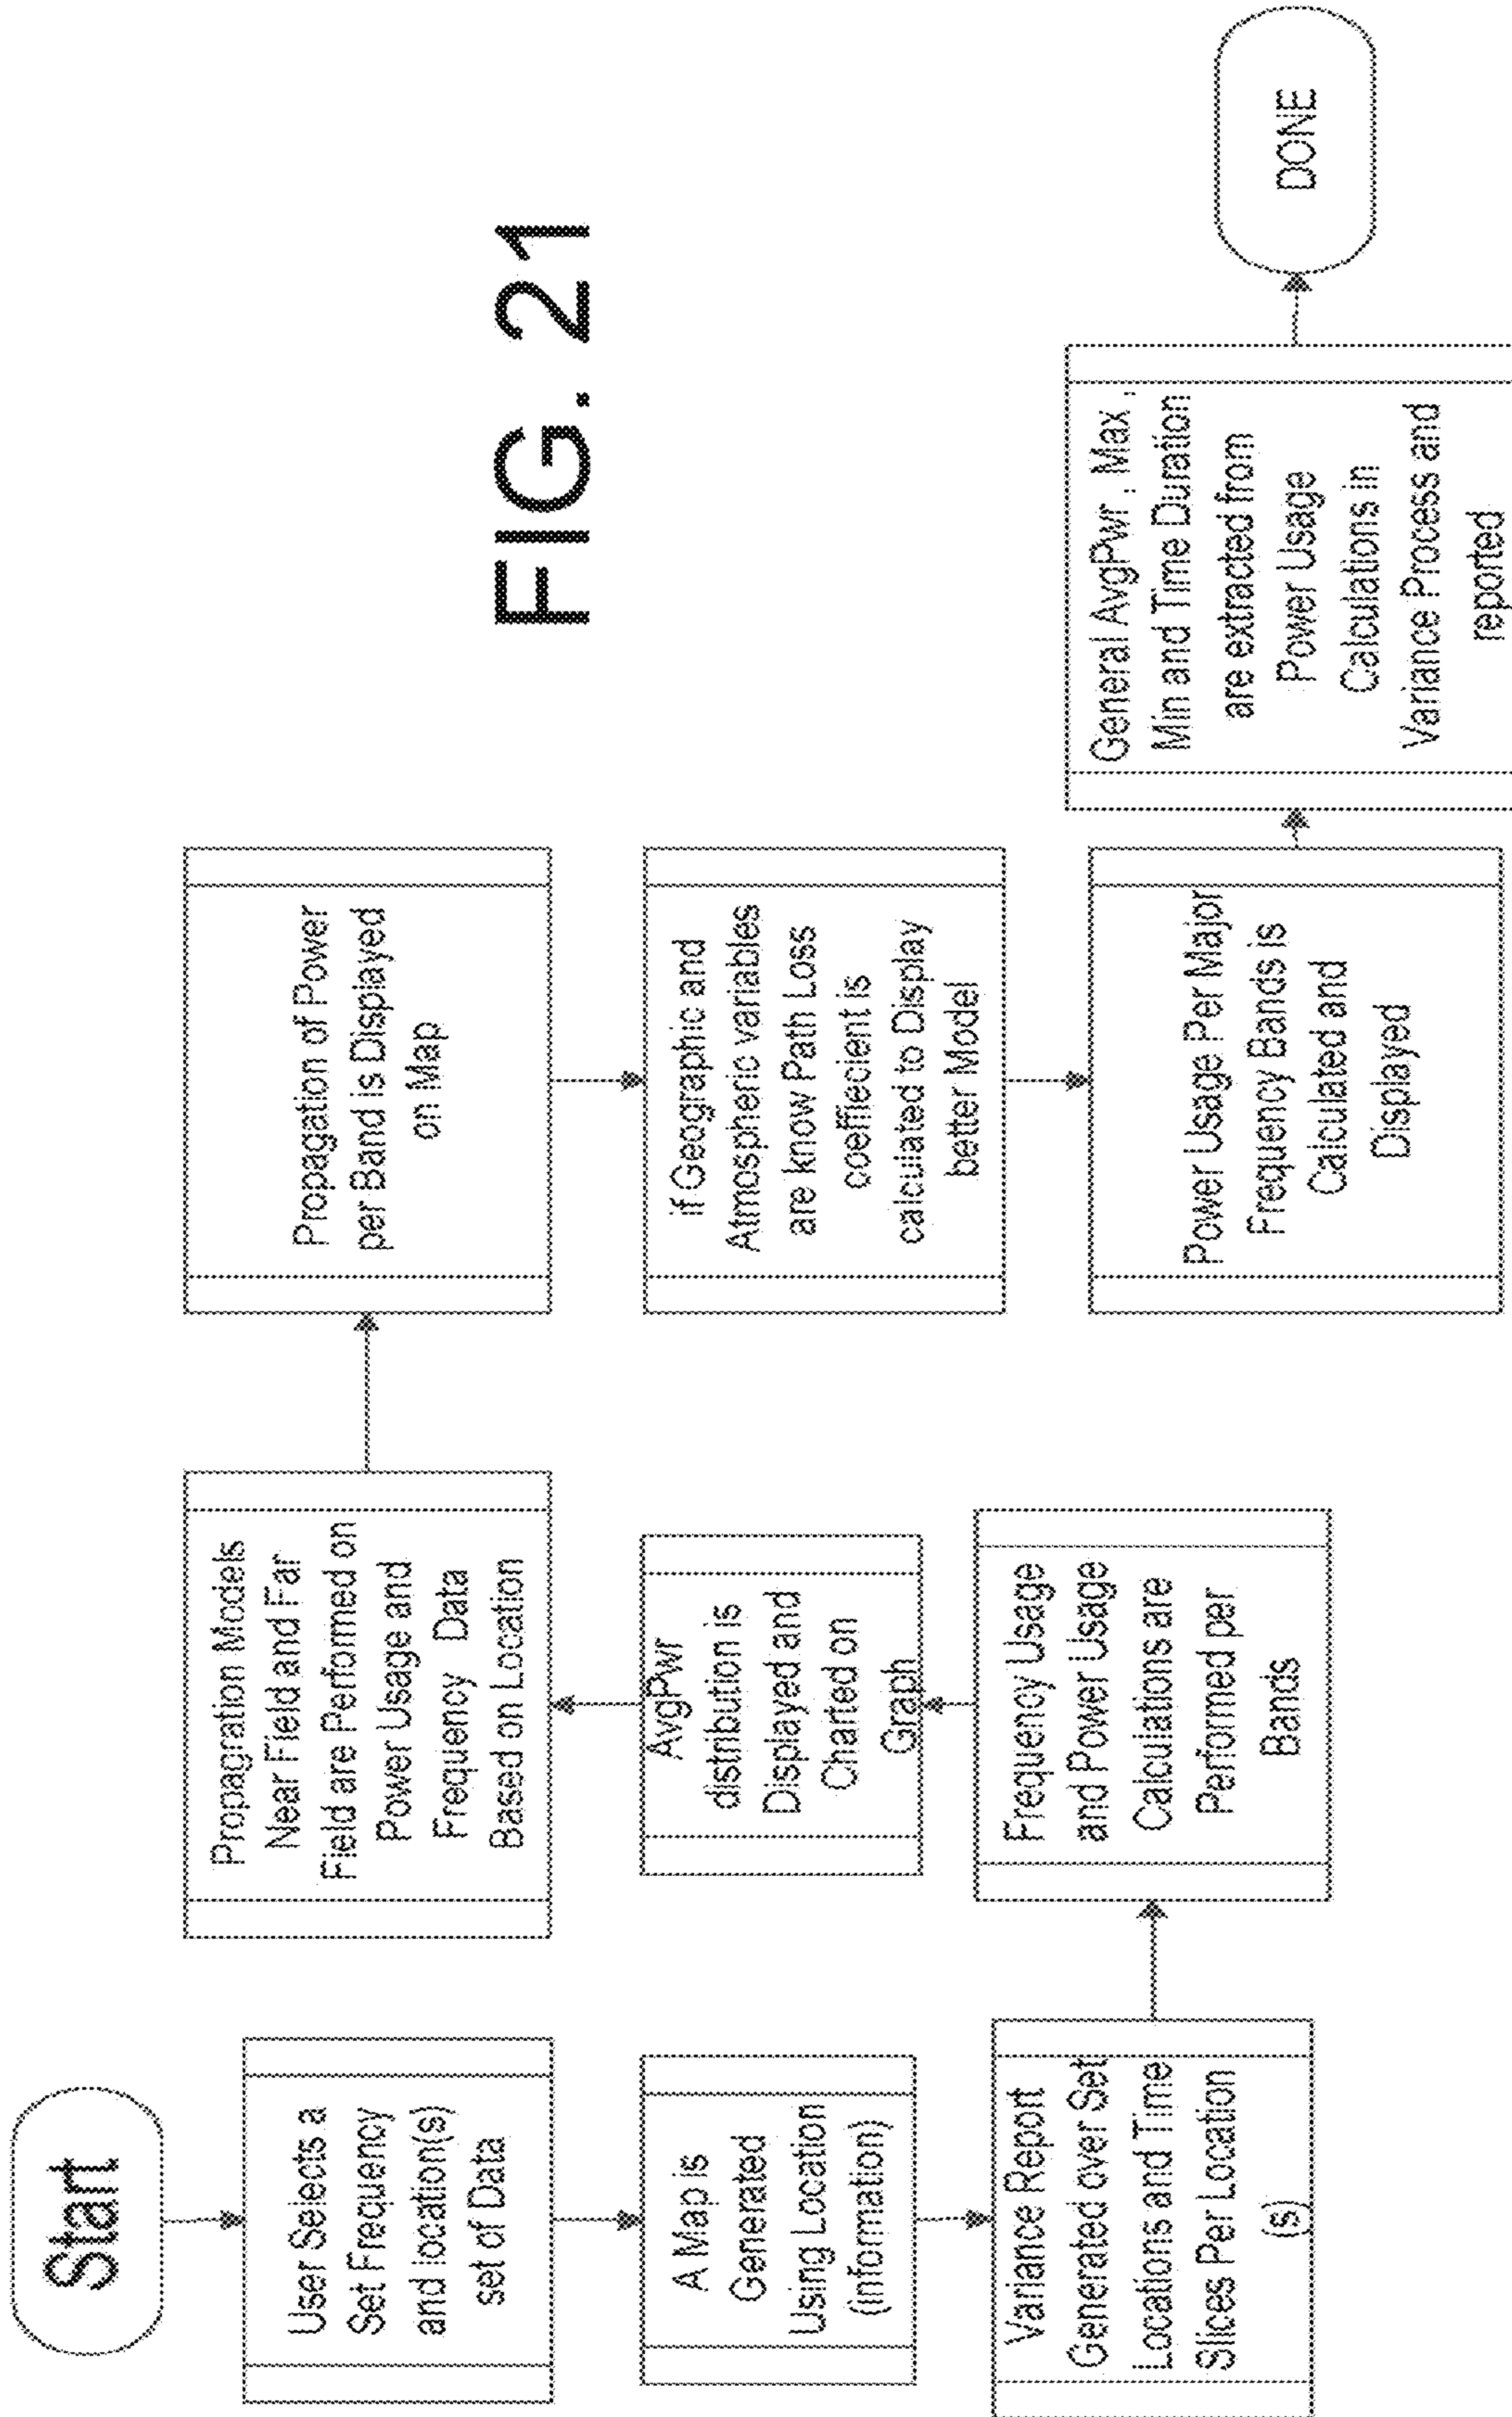 FIG. 21
Start
User Selects a
Set Frequency
and location(s)
set of Data
A Map is
Generated
Using Location
(information)
Variance Report
Generated over Set
Locations and Time
Slices Per Location
(s)
Frequency Usage
and Power Usage
Calculations are
Performed per
Bands
AvgPwr
distribution is
Displayed and
Charted on
Graph
Propagration Models
Near Field and Far
Field are Performed on
Power Usage and
Frequency Data
Based on Location
Propagation of Power
per Band is Displayed
on Map
if Geographic and
Atmospheric variables
are know Path Loss
coeffiecient is
calculated to Display
better Model
Power Usage Per Major
Frequency Bands is
Calculated and
Displayed
General AvgPwr , Max ,
Min and Time Duration
are extracted from
Power Usage
Calculations in
Variance Process and
reported
DONE